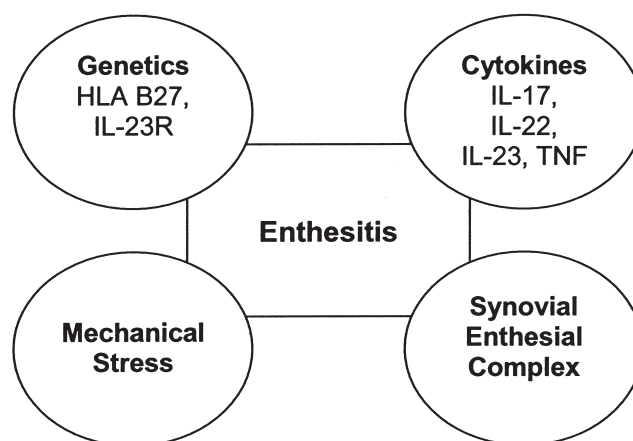 Genetics
HLA B27,
IL-23R
Cytokines
IL-17,
IL-22,
IL-23, TNF
Enthesitis
Mechanical
Stress
Synovial
Enthesial
Complex